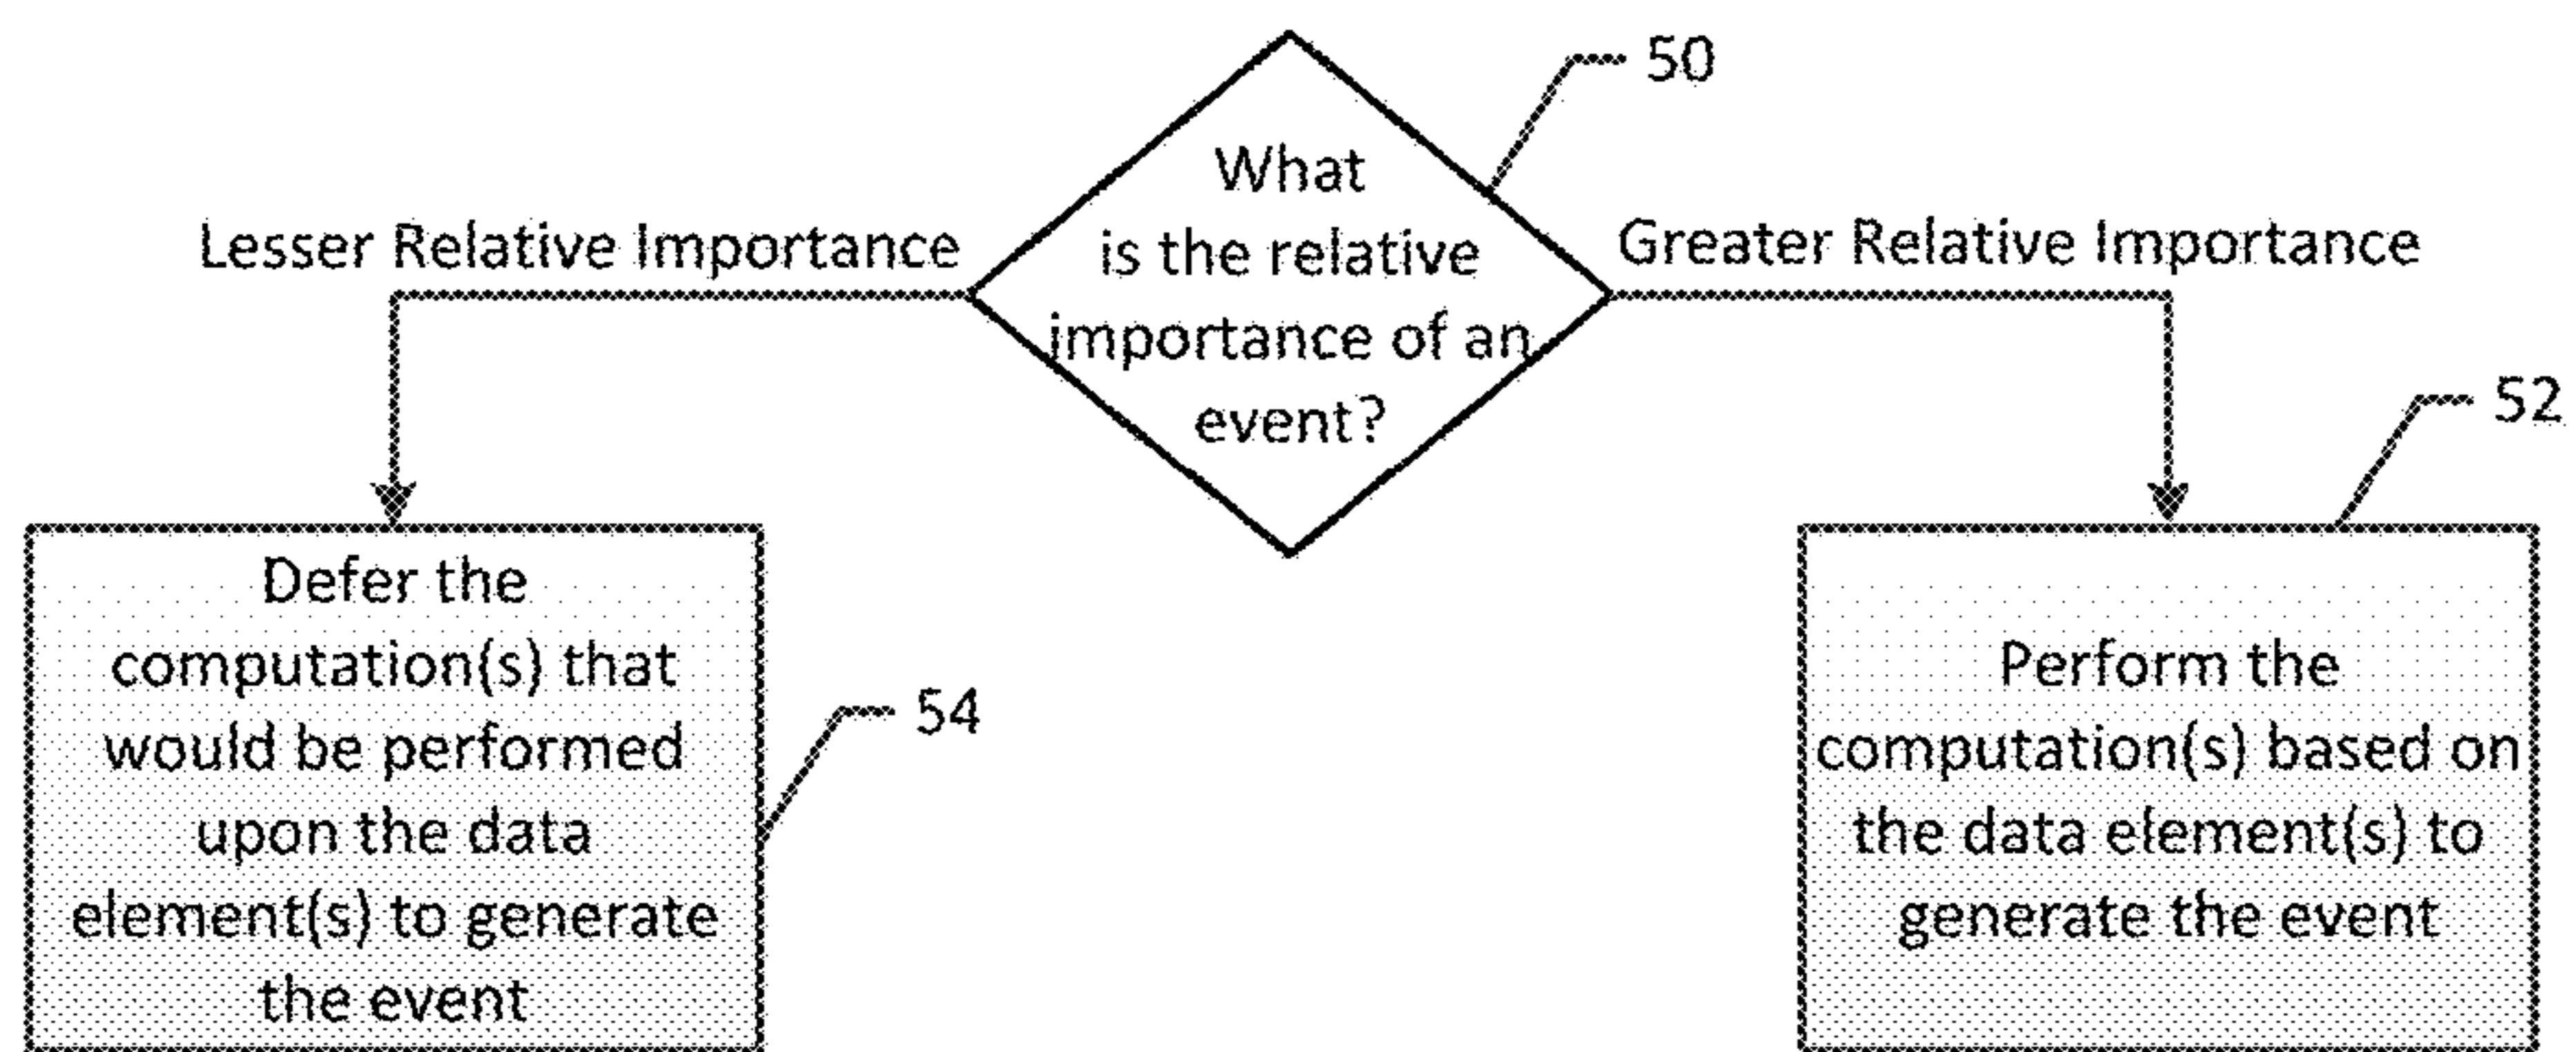 50
What
is the relative
importance of an
event?
Lesser Relative Importance
Greater Relative Importance
52
Defer the
computation(s) that
would be performed
upon the data
element(s) to generate
the event
54
Perform the
computation(s) based on
the data element(s) to
generate the event